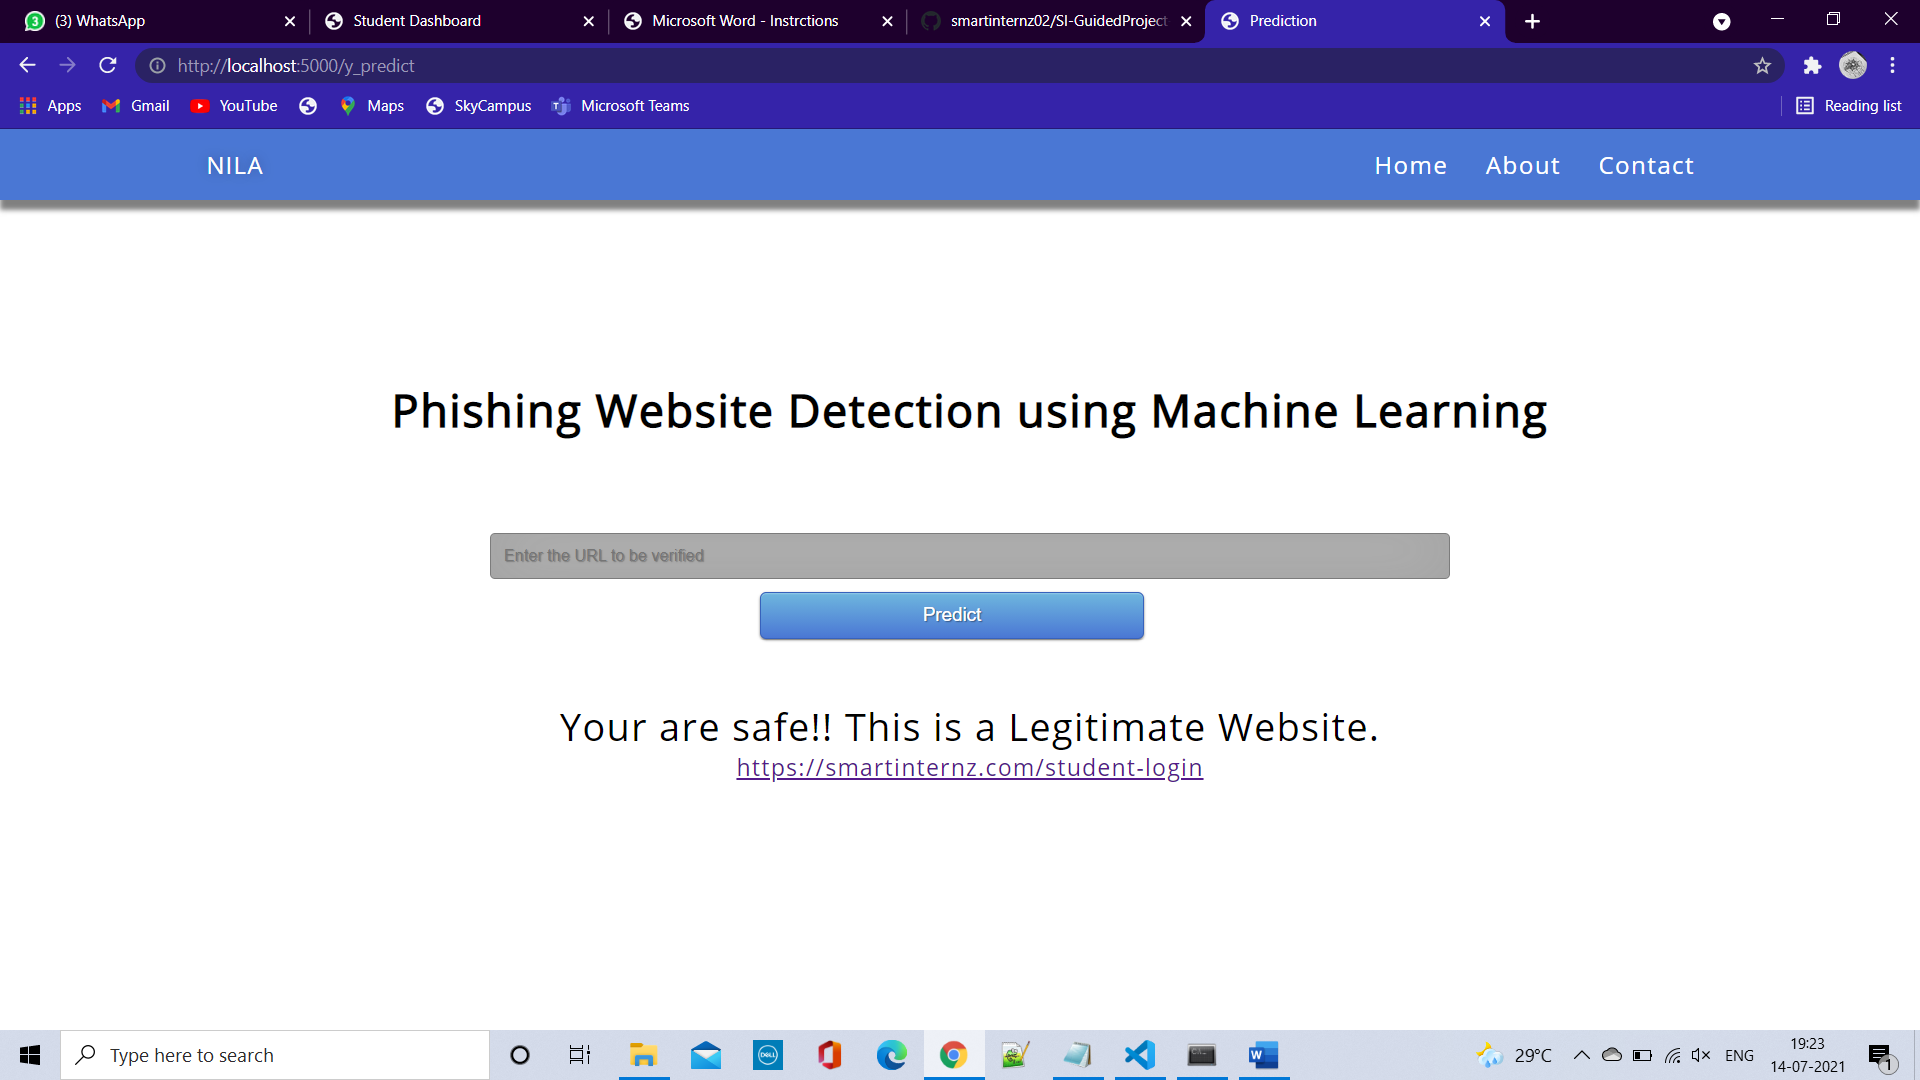 (3) WhatsApp
Student Dashboard
Microsoft Word - Instrctions
smartinternz02/SI-GuidedProject
Prediction
http://localhost:5000/y_predict
Apps
Gmail
YouTube
Maps
SkyCampus
Microsoft Teams
Reading list
NILA
Home
About
Contact
Phishing Website Detection using Machine Learning
Enter the URL to be verified
Predict
Your are safe!! This is a Legitimate Website.
https://smartinternz.com/student-login
Type here to search
DELL
29°C
ENG
19:23
14-07-2021
1